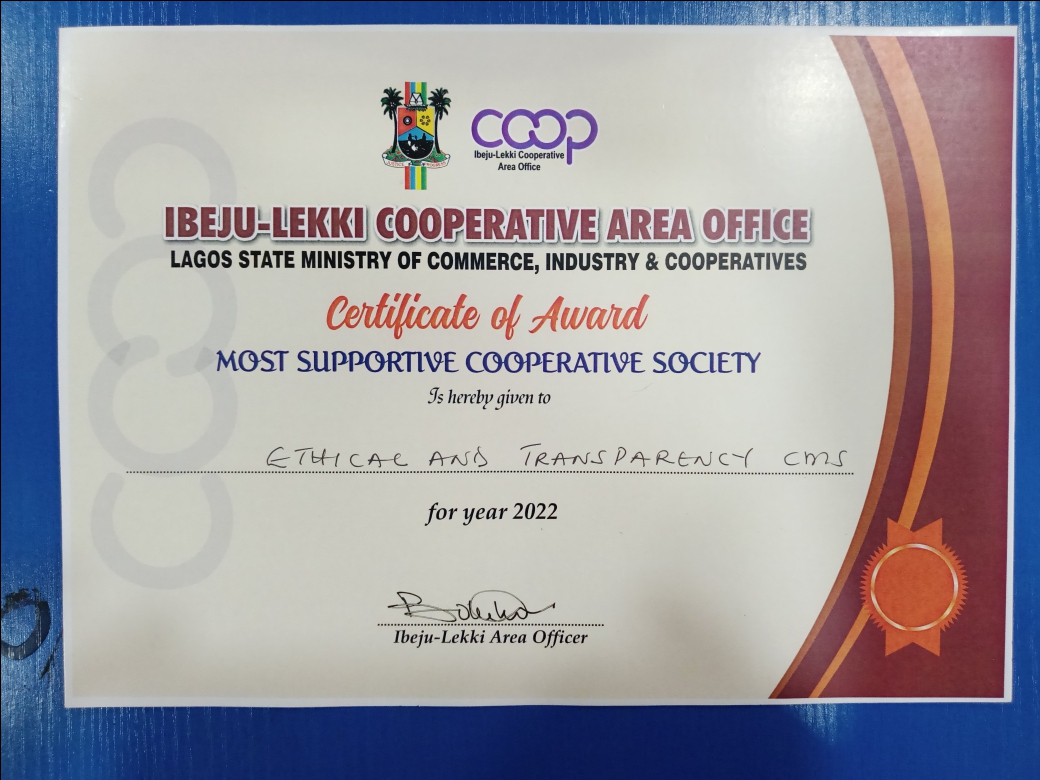 coop
Ibeju-Lekki Cooperative
Area Office
IBEJU-LEKKI COOPERATIVE AREA OFFICE
LAGOS STATE MINISTRY OF COMMERCE, INDUSTRY & COOPERATIVES
Certificate of Award
MOST SUPPORTIVE COOPERATIVE SOCIETY
Is hereby given to
ETHICAL AND TRANSPARENCY CMS
for year 2022
Ibeju-Lekki Area Officer